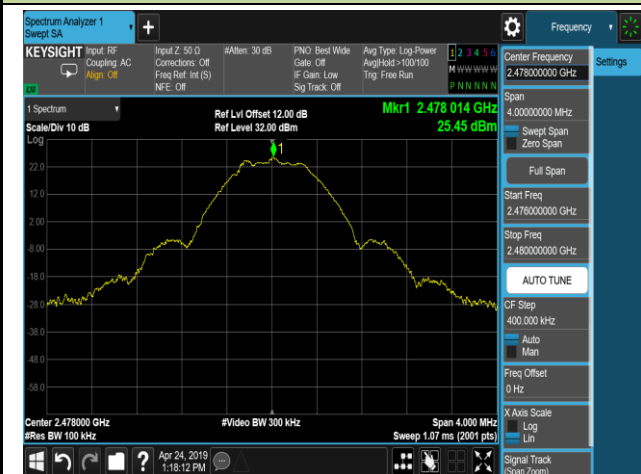 Spectrum Analyzer 1
Swept SA
+
Frequency
KEYSIGHT
Input: RF
Coupling: AC
Align: Off
Input Z: 50 Ω
Corrections: Off
Freq Ref: Int (S)
NFE: Off
#Atten: 30 dB
PNO: Best Wide
Gate: Off
IF Gain: Low
Sig Track: Off
Avg Type: Log-Power
Avg|Hold:>100/100
Trig: Free Run
1 2 3 4 5 6
M W W W W W
P N N N N N
LXI
1 Spectrum
Scale/Div 10 dB
Log
Ref Lvl Offset 12.00 dB
Ref Level 32.00 dBm
Mkr1 2.478 014 GHz
25.45 dBm
1
22.0
12.0
2.00
-8.00
-18.0
-28.0
-38.0
-48.0
-58.0
Center 2.478000 GHz
#Res BW 100 kHz
#Video BW 300 kHz
Span 4.000 MHz
Sweep 1.07 ms (2001 pts)
Apr 24, 2019
1:18:12 PM
?
Center Frequency
2.478000000 GHz
Settings
Span
4.00000000 MHz
Swept Span
Zero Span
Full Span
Start Freq
2.476000000 GHz
Stop Freq
2.480000000 GHz
AUTO TUNE
CF Step
400.000 kHz
Auto
Man
Freq Offset
0 Hz
X Axis Scale
Log
Lin
Signal Track
(Span Zoom)